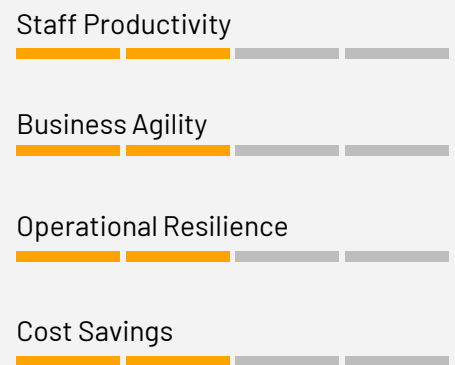 Staff Productivity
Business Agility
Operational Resilience
Cost Savings